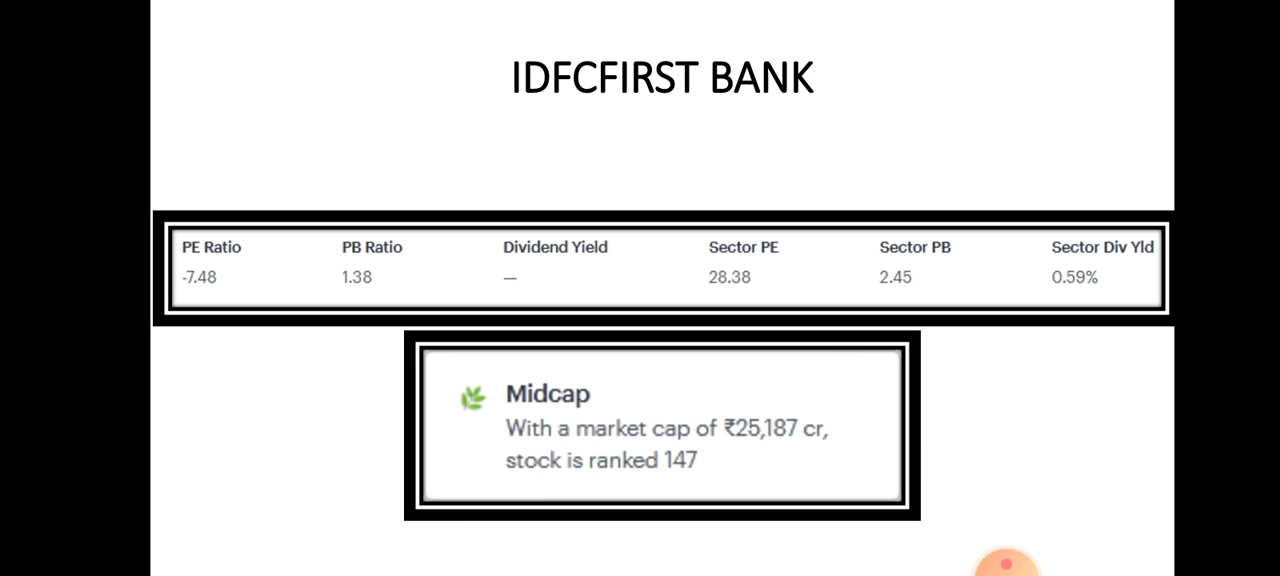 IDFCFIRST BANK
PE Ratio PB Ratio Dividend Yield Sector PE Sector PB Sector Div Yld
-7.48 1.38 — 28.38 2.45 0.59%
Midcap
With a market cap of ₹25,187 cr,
stock is ranked 147